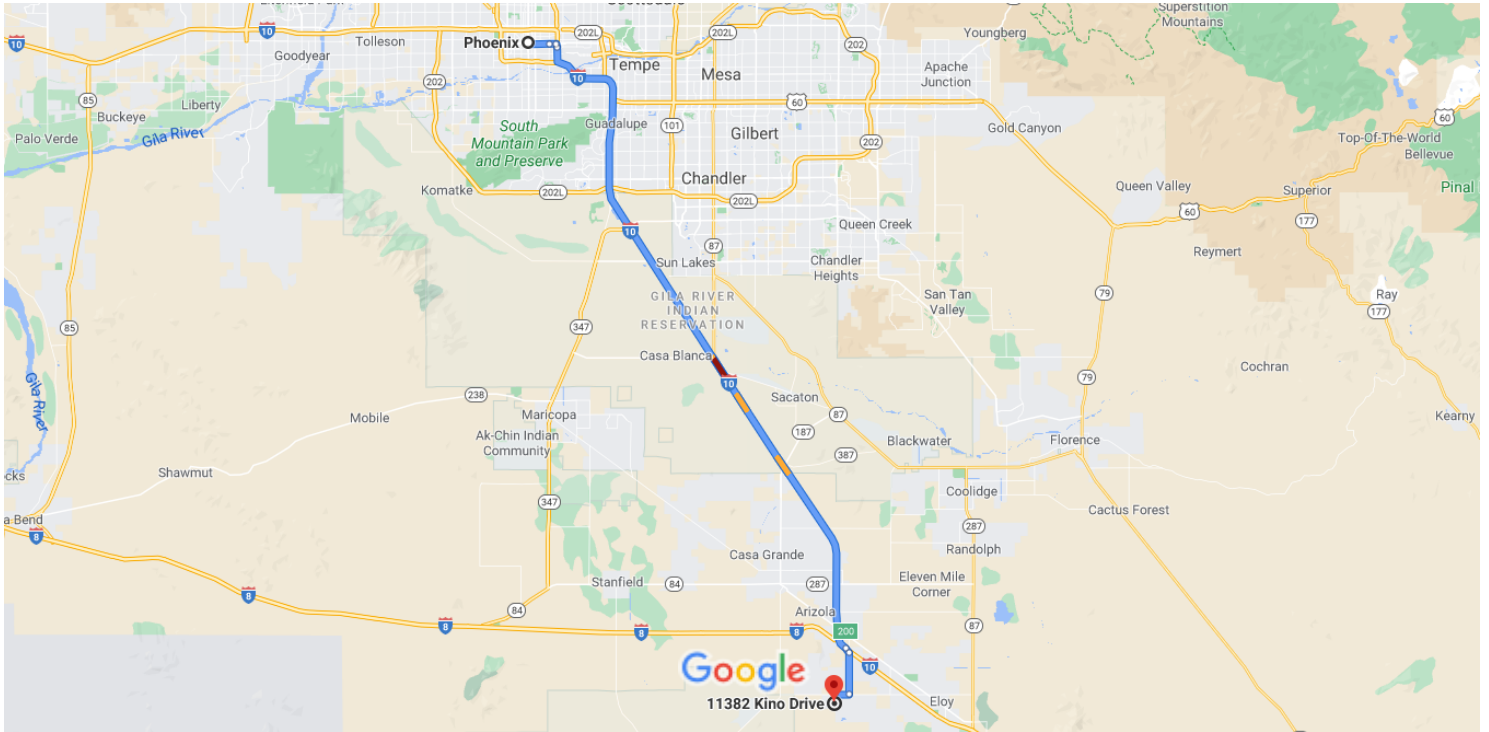 Superstition
Mountains
10
10
Tolleson
Phoenix
202L
202L
202
Youngberg
Goodyear
Tempe
Mesa
Apache
Junction
85
Liberty
202
10
60
60
Buckeye
Palo Verde
Gila River
South
Mountain Park
and Preserve
Guadalupe
101
Gilbert
202
Gold Canyon
Top-Of-The-World
Bellevue
Komatke
202L
Chandler
202L
Queen Valley
Superior
Pinal
60
177
10
87
Queen Creek
Reymert
Sun Lakes
Chandler
Heights
GILA RIVER
INDIAN
RESERVATION
San Tan
Valley
79
Ray
177
85
347
Casa Blanca
Cochran
Gila River
10
79
238
Mobile
Maricopa
Sacaton
87
Kearny
Ak-Chin Indian
Community
187
Blackwater
Florence
387
Shawmut
ocks
Coolidge
347
Cactus Forest
a Bend
8
287
Randolph
Casa Grande
Stanfield
84
287
Eleven Mile
Corner
8
84
Arizola
8
8
8
200
87
10
Google
11382 Kino Drive
Eloy